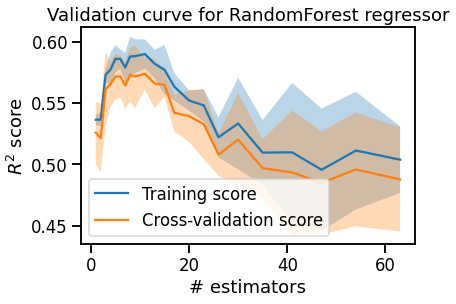 Validation curve for RandomForest regressor
0.60
0.55
0.50
0.45
R² score
Training score
Cross-validation score
0
20
40
60
# estimators